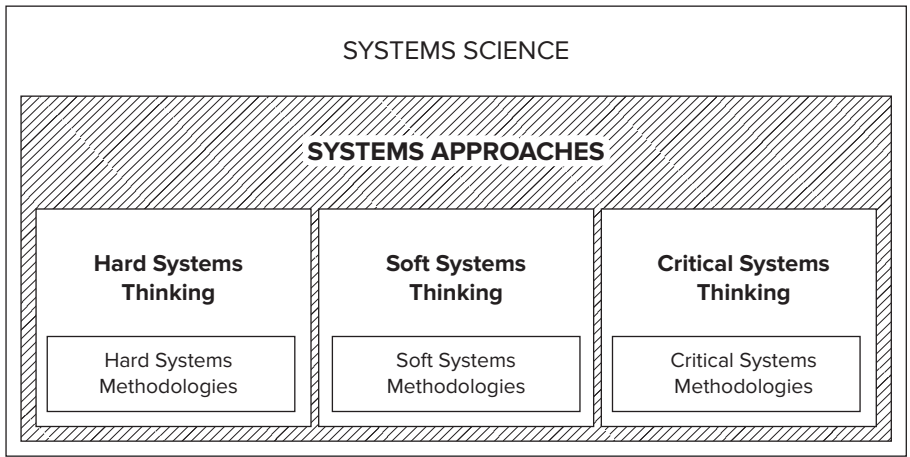 SYSTEMS SCIENCE
SYSTEMS APPROACHES
Hard Systems
Thinking
Hard Systems
Methodologies
Soft Systems
Thinking
Soft Systems
Methodologies
Critical Systems
Thinking
Critical Systems
Methodologies